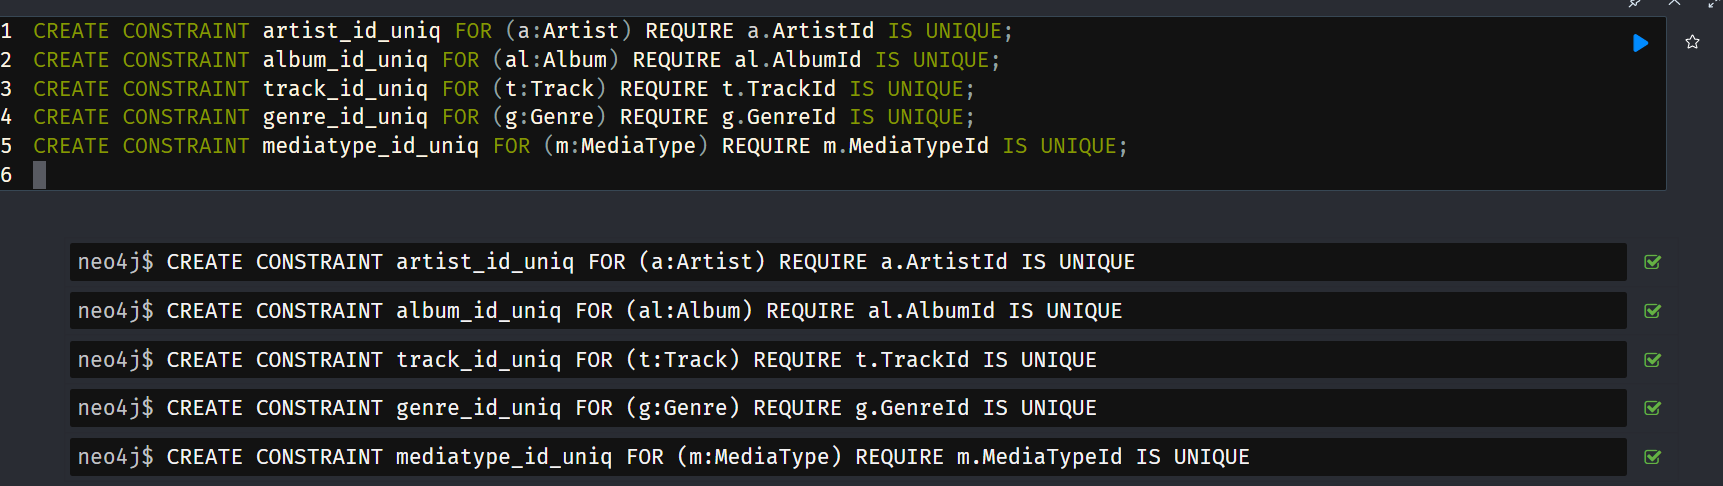 1 CREATE CONSTRAINT artist_id_uniq FOR (a:Artist) REQUIRE a.ArtistId IS UNIQUE;
2 CREATE CONSTRAINT album_id_uniq FOR (al:Album) REQUIRE al.AlbumId IS UNIQUE;
3 CREATE CONSTRAINT track_id_uniq FOR (t:Track) REQUIRE t.TrackId IS UNIQUE;
4 CREATE CONSTRAINT genre_id_uniq FOR (g:Genre) REQUIRE g.GenreId IS UNIQUE;
5 CREATE CONSTRAINT mediatype_id_uniq FOR (m:MediaType) REQUIRE m.MediaTypeId IS UNIQUE;
6
neo4j$ CREATE CONSTRAINT artist_id_uniq FOR (a:Artist) REQUIRE a.ArtistId IS UNIQUE
neo4j$ CREATE CONSTRAINT album_id_uniq FOR (al:Album) REQUIRE al.AlbumId IS UNIQUE
neo4j$ CREATE CONSTRAINT track_id_uniq FOR (t:Track) REQUIRE t.TrackId IS UNIQUE
neo4j$ CREATE CONSTRAINT genre_id_uniq FOR (g:Genre) REQUIRE g.GenreId IS UNIQUE
neo4j$ CREATE CONSTRAINT mediatype_id_uniq FOR (m:MediaType) REQUIRE m.MediaTypeId IS UNIQUE